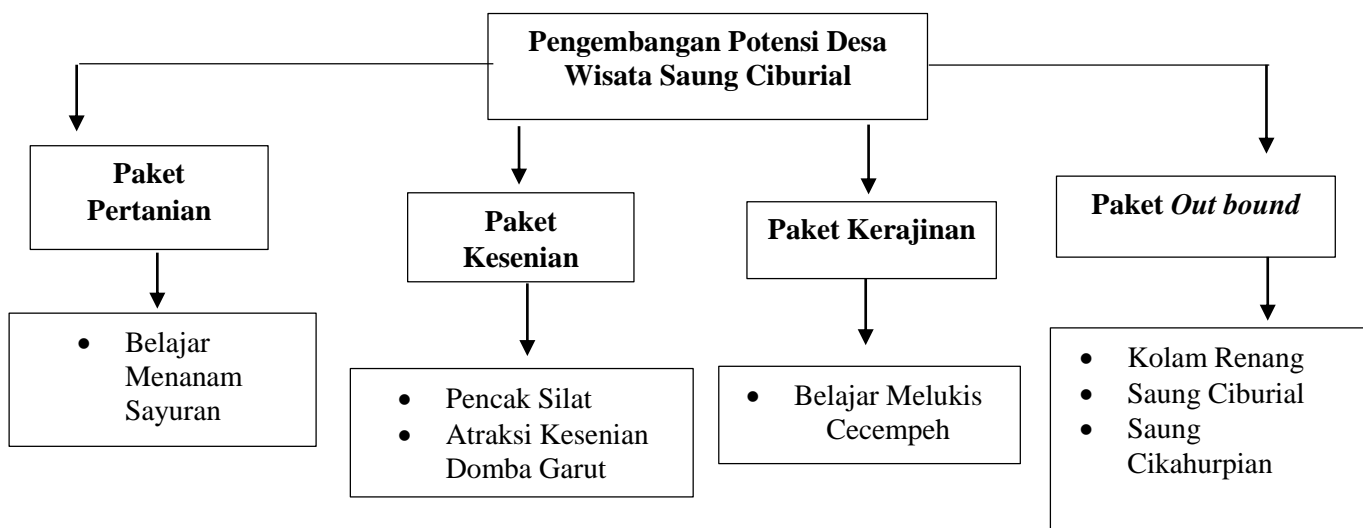 Pengembangan Potensi Desa
Wisata Saung Ciburial
Paket
Pertanian
Paket
Kesenian
Paket Kerajinan
Paket Out bound
• Belajar
Menanam
Sayuran
• Pencak Silat
• Atraksi Kesenian
Domba Garut
• Belajar Melukis
Cecempeh
• Kolam Renang
• Saung Ciburial
• Saung
Cikahurpian